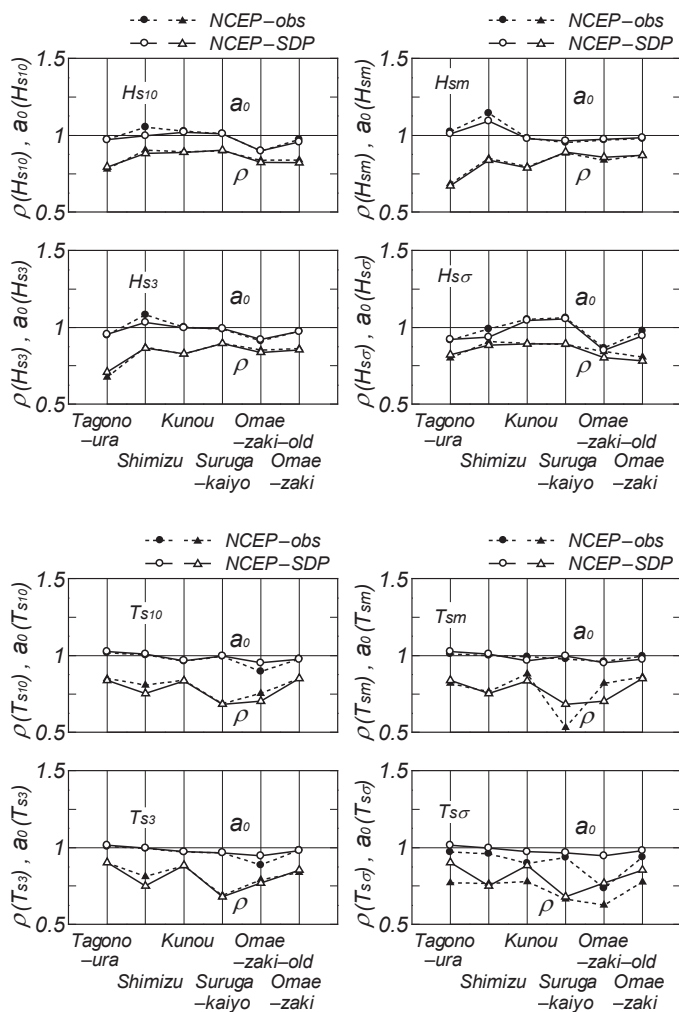 NCEP–obs NCEP–obs
NCEP–SDP NCEP–SDP
1.5 1.5
Hs10 a0 Hsm a0
1 1
ρ ρ
0.5 0.5
ρ(Hs10) , a0(Hs10) ρ(Hsm) , a0(Hsm)
1.5 1.5
Hs3 a0 Hsσ a0
1 1
ρ ρ
0.5 0.5
ρ(Hs3) , a0(Hs3) ρ(Hsσ) , a0(Hsσ)
Tagono Kunou Omae Tagono Kunou Omae
–ura –zaki–old –ura –zaki–old
Shimizu Suruga Omae Shimizu Suruga Omae
–kaiyo –zaki –kaiyo –zaki
NCEP–obs NCEP–obs
NCEP–SDP NCEP–SDP
1.5 1.5
Ts10 a0 Tsm a0
1 1
ρ ρ
0.5 0.5
ρ(Ts10) , a0(Ts10) ρ(Tsm) , a0(Tsm)
1.5 1.5
Ts3 a0 Tsσ a0
1 1
ρ ρ
0.5 0.5
ρ(Ts3) , a0(Ts3) ρ(Tsσ) , a0(Tsσ)
Tagono Kunou Omae Tagono Kunou Omae
–ura –zaki–old –ura –zaki–old
Shimizu Suruga Omae Shimizu Suruga Omae
–kaiyo –zaki –kaiyo –zaki